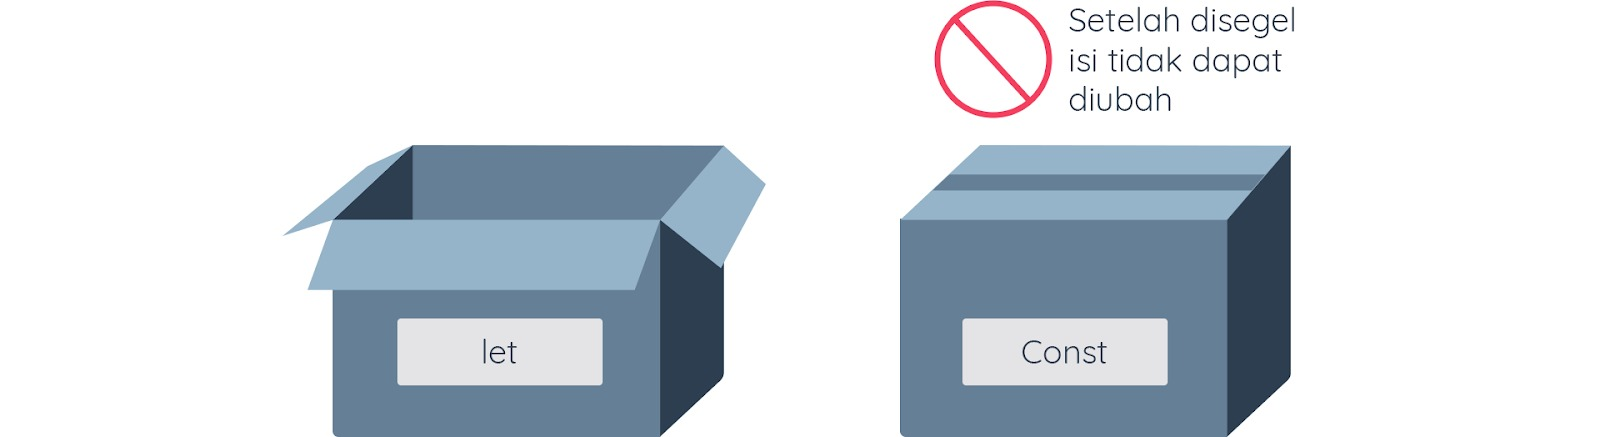 Setelah disegel
isi tidak dapat
diubah
let
Const